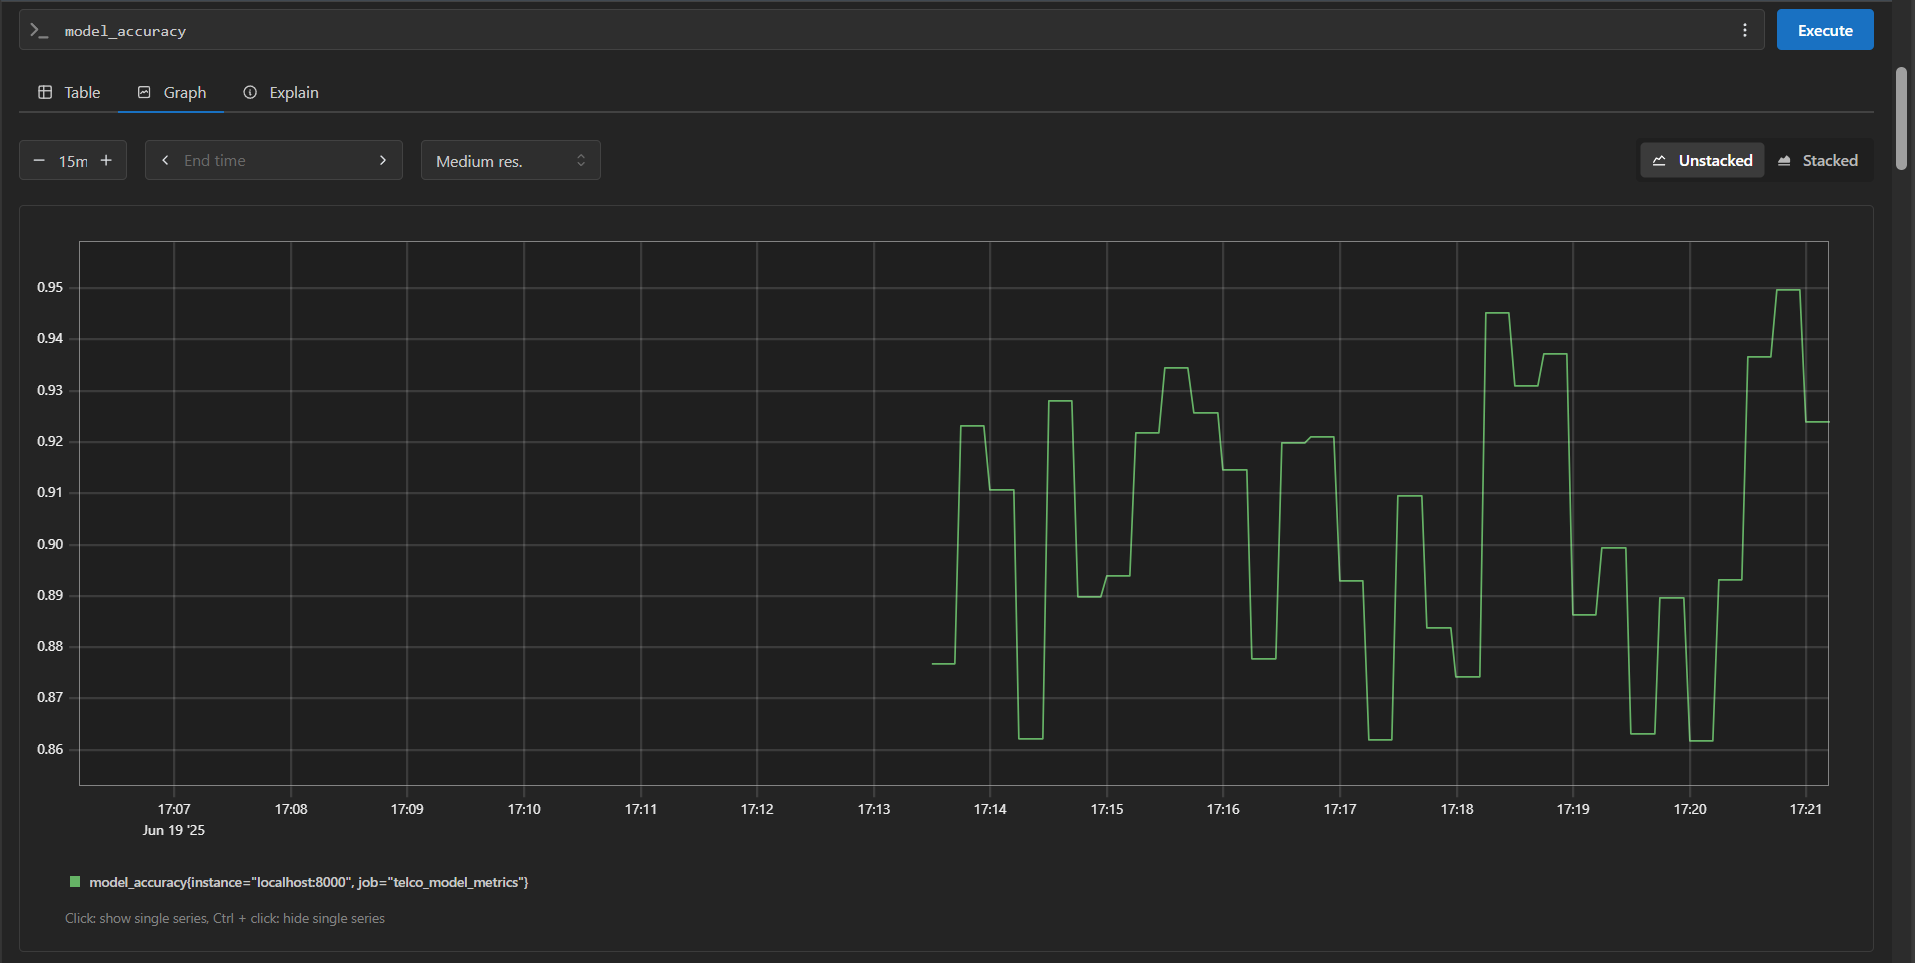 model_accuracy
Execute
Table Graph Explain
15m End time Medium res. Unstacked Stacked
0.95
0.94
0.93
0.92
0.91
0.90
0.89
0.88
0.87
0.86
17:07 17:08 17:09 17:10 17:11 17:12 17:13 17:14 17:15 17:16 17:17 17:18 17:19 17:20 17:21
Jun 19 '25
model_accuracy{instance="localhost:8000", job="telco_model_metrics"}
Click: show single series, Ctrl + click: hide single series